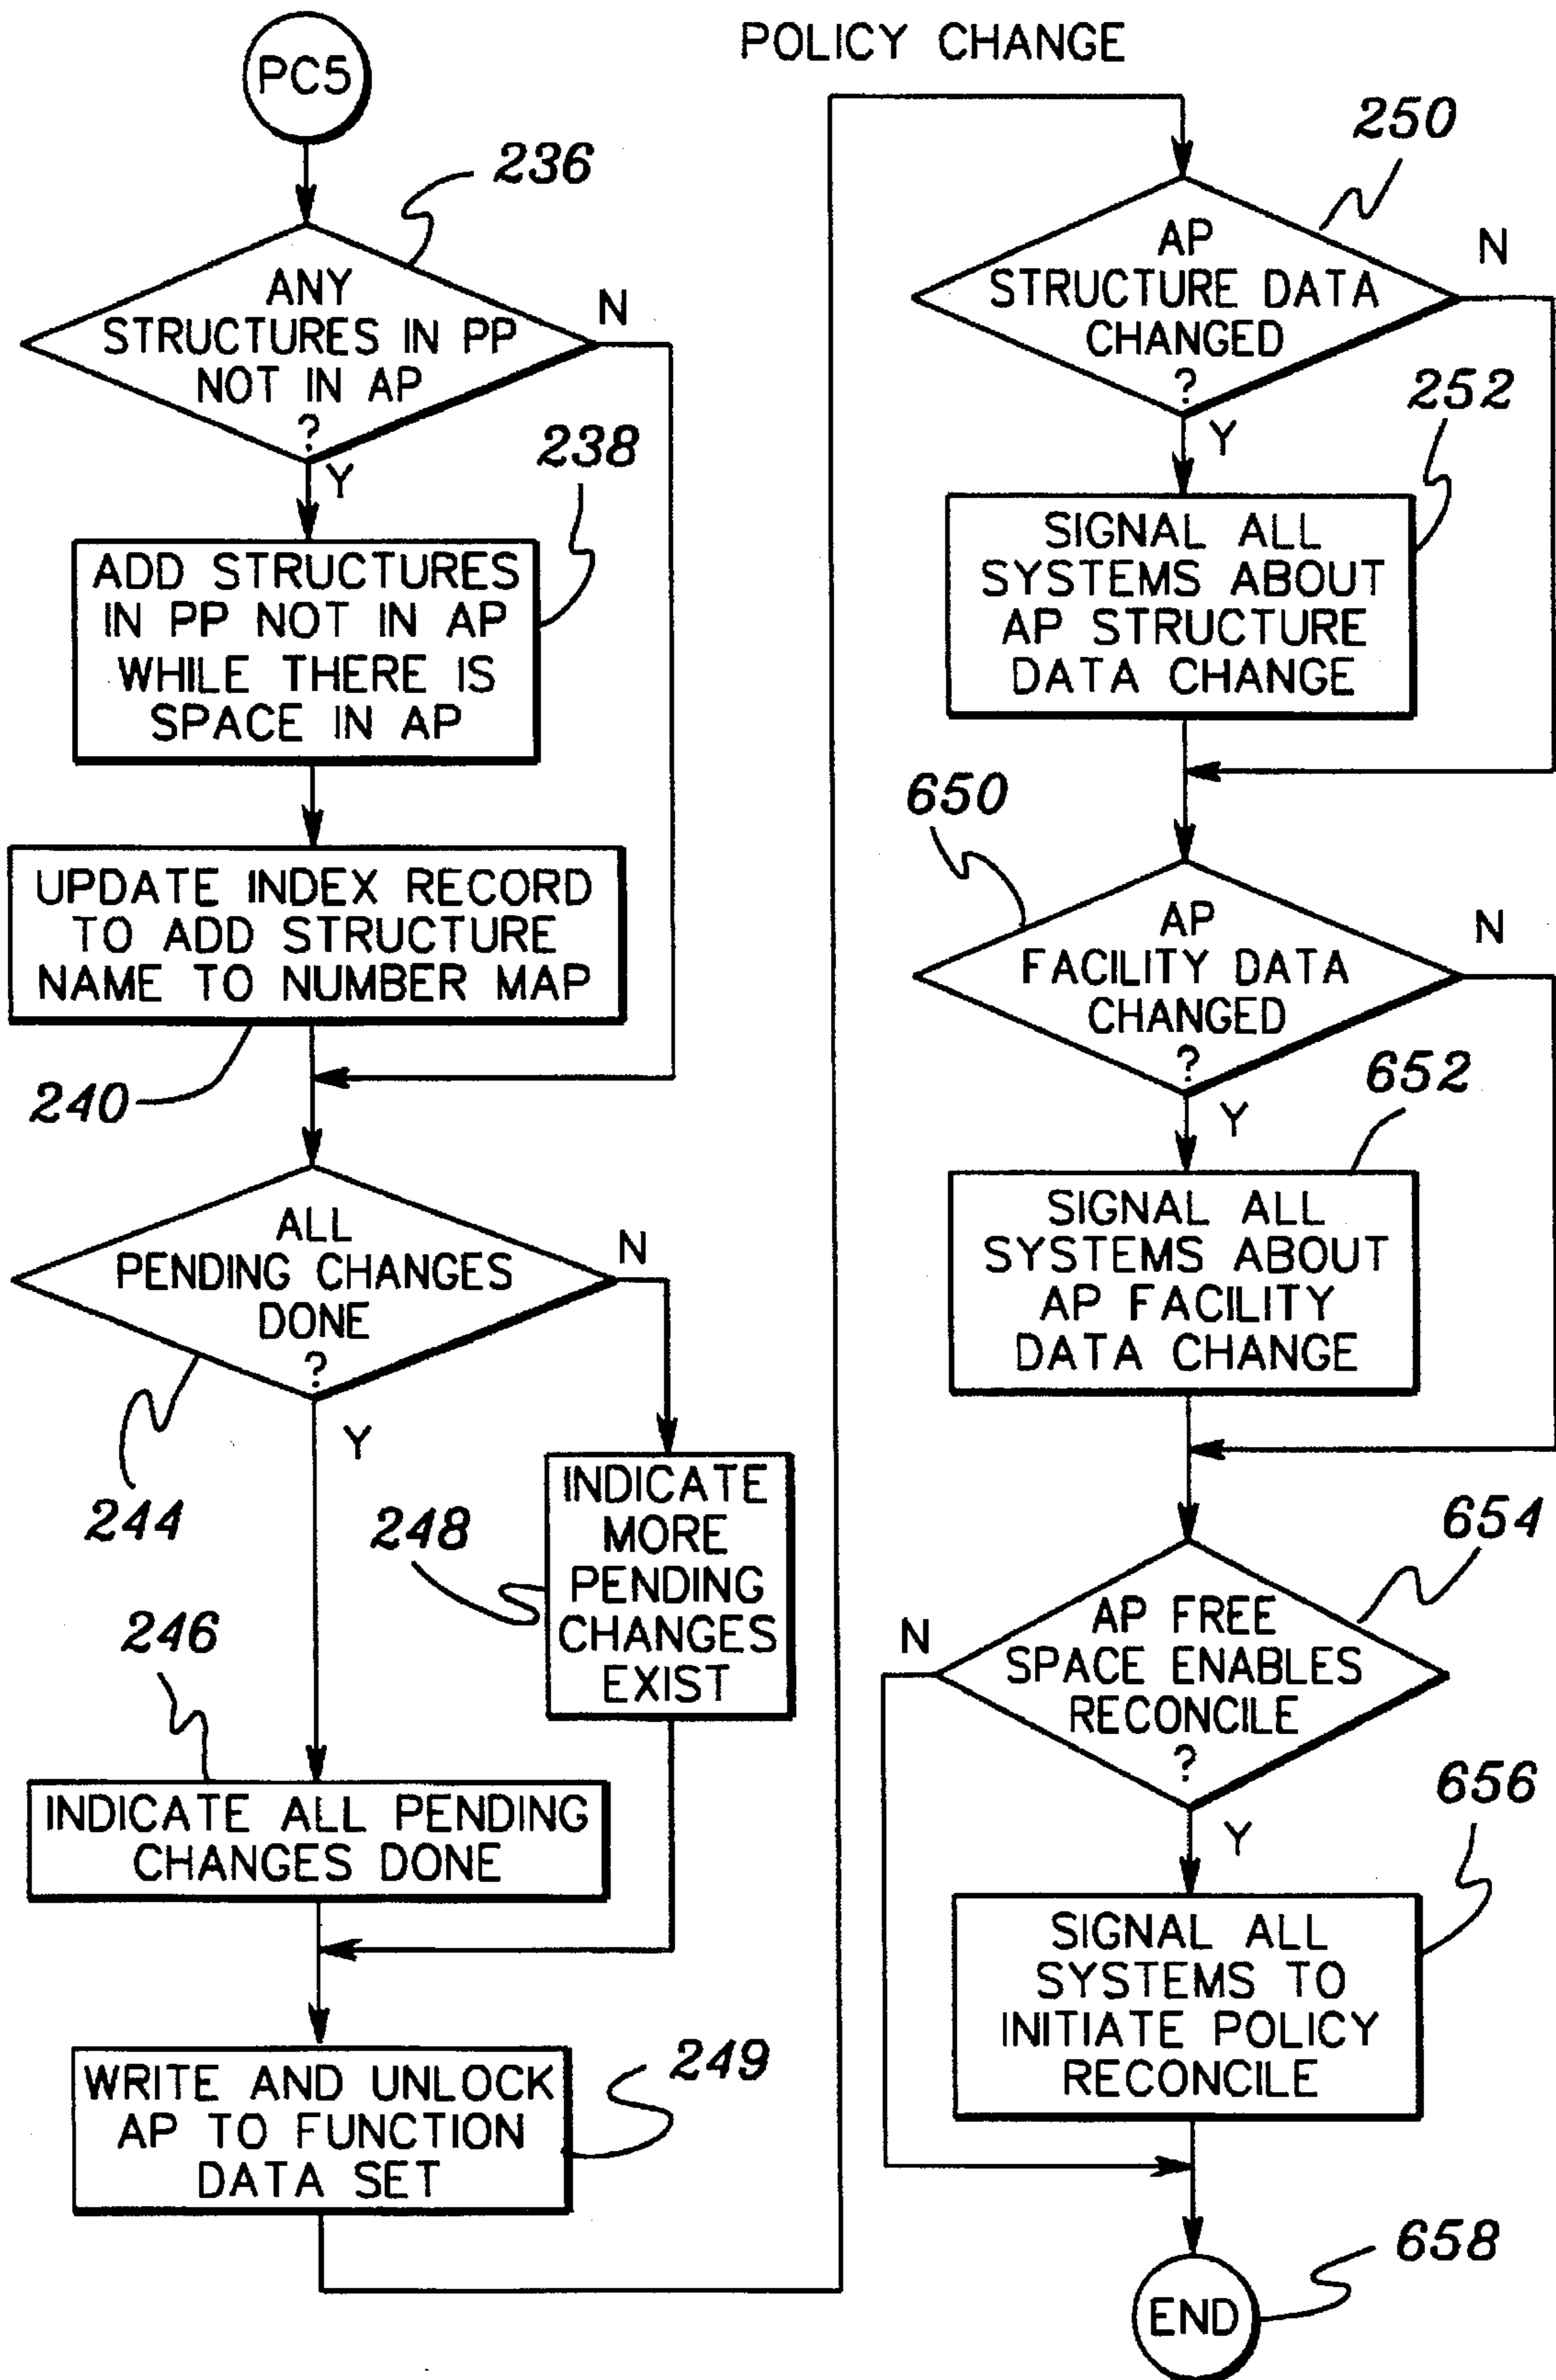 POLICY CHANGE
PC5
236
ANY
STRUCTURES IN PP
NOT IN AP
?
N
Y
238
ADD STRUCTURES
IN PP NOT IN AP
WHILE THERE IS
SPACE IN AP
UPDATE INDEX RECORD
TO ADD STRUCTURE
NAME TO NUMBER MAP
240
ALL
PENDING CHANGES
DONE
?
N
Y
244
248
INDICATE
MORE
PENDING
CHANGES
EXIST
246
INDICATE ALL PENDING
CHANGES DONE
249
WRITE AND UNLOCK
AP TO FUNCTION
DATA SET
250
AP
STRUCTURE DATA
CHANGED
?
N
Y
252
SIGNAL ALL
SYSTEMS ABOUT
AP STRUCTURE
DATA CHANGE
650
AP
FACILITY DATA
CHANGED
?
N
Y
652
SIGNAL ALL
SYSTEMS ABOUT
AP FACILITY
DATA CHANGE
654
AP FREE
SPACE ENABLES
RECONCILE
?
N
Y
656
SIGNAL ALL
SYSTEMS TO
INITIATE POLICY
RECONCILE
658
END